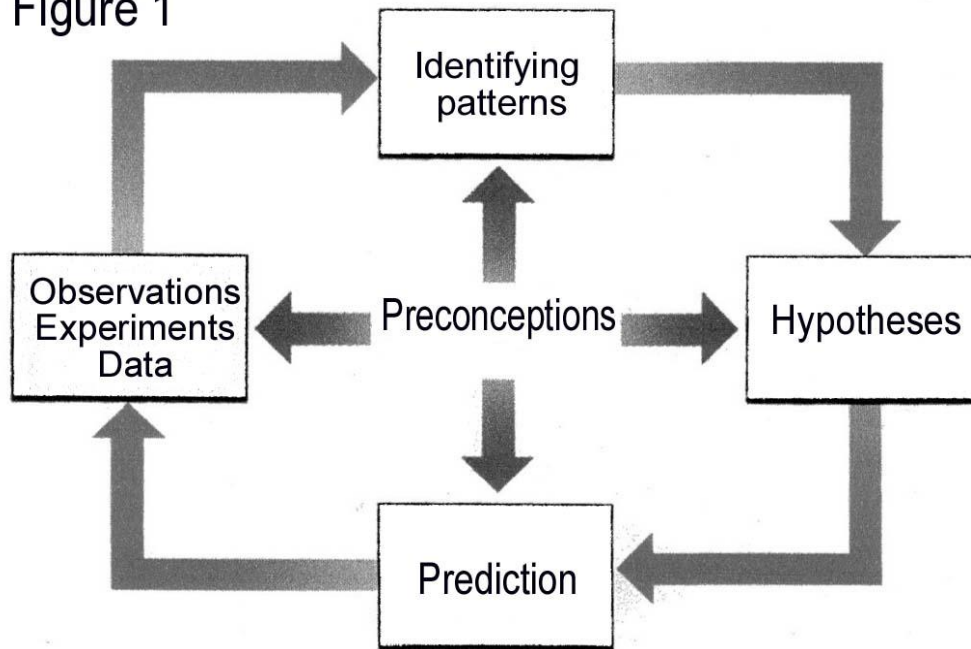 Figure 1
Identifying
patterns
Observations
Experiments
Data
Preconceptions
Hypotheses
Prediction